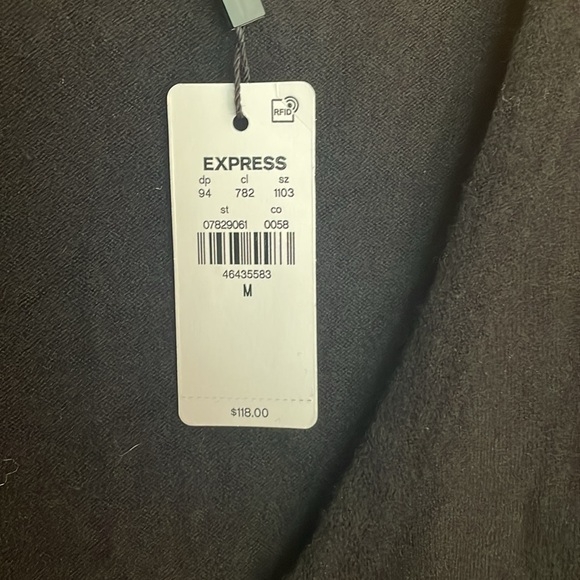 RFID
EXPRESS
dp cl sz
94 782 1103
st co
07829061 0058
46435583
M
$118.00